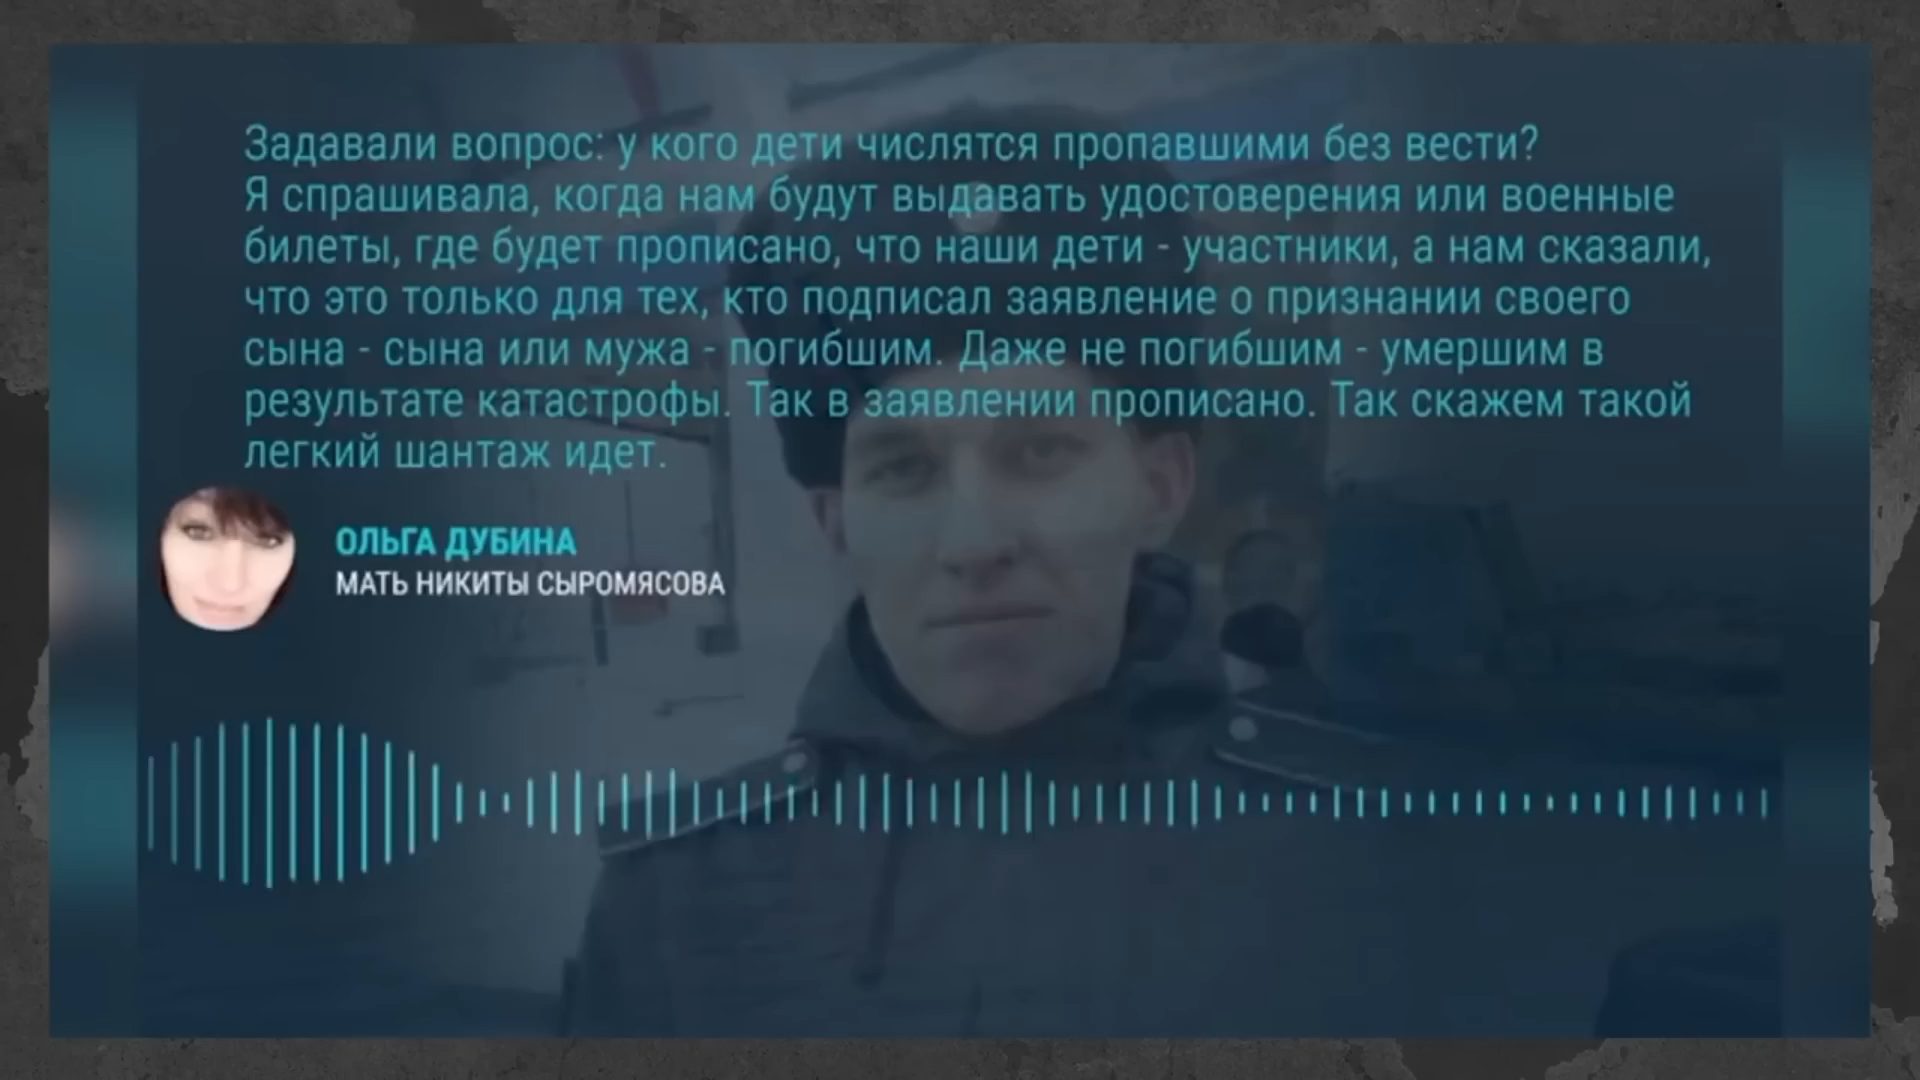 Задавали вопрос: у кого дети числятся пропавшими без вести?
Я спрашивала, когда нам будут выдавать удостоверения или военные
билеты, где будет прописано, что наши дети - участники, а нам сказали,
что это только для тех, кто подписал заявление о признании своего
сына - сына или мужа - погибшим. Даже не погибшим - умершим в
результате катастрофы. Так в заявлении прописано. Так скажем такой
легкий шантаж идет.
ОЛЬГА ДУБИНА
МАТЬ НИКИТЫ СЫРОМЯСОВА